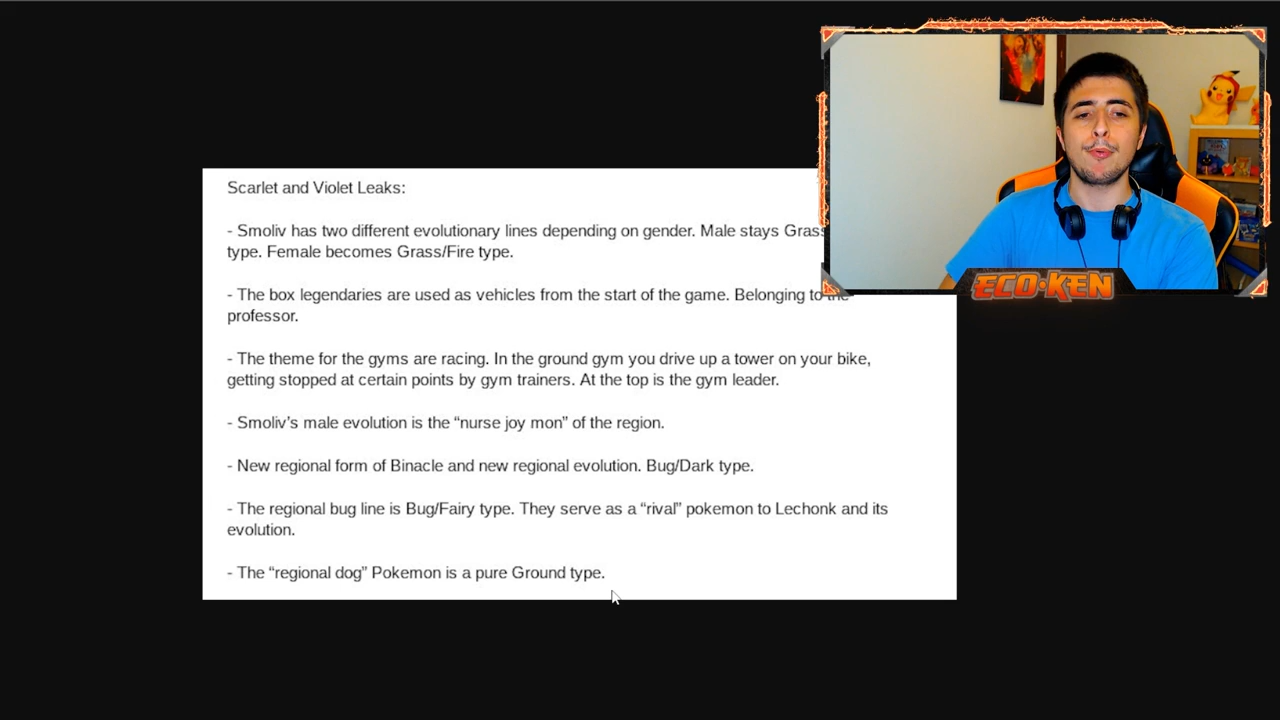 Scarlet and Violet Leaks:
- Smoliv has two different evolutionary lines depending on gender. Male stays Grass
type. Female becomes Grass/Fire type.
- The box legendaries are used as vehicles from the start of the game. Belonging to the
professor.
- The theme for the gyms are racing. In the ground gym you drive up a tower on your bike,
getting stopped at certain points by gym trainers. At the top is the gym leader.
- Smoliv’s male evolution is the “nurse joy mon” of the region.
- New regional form of Binacle and new regional evolution. Bug/Dark type.
- The regional bug line is Bug/Fairy type. They serve as a “rival” pokemon to Lechonk and its
evolution.
- The “regional dog” Pokemon is a pure Ground type.
ECO·KEN